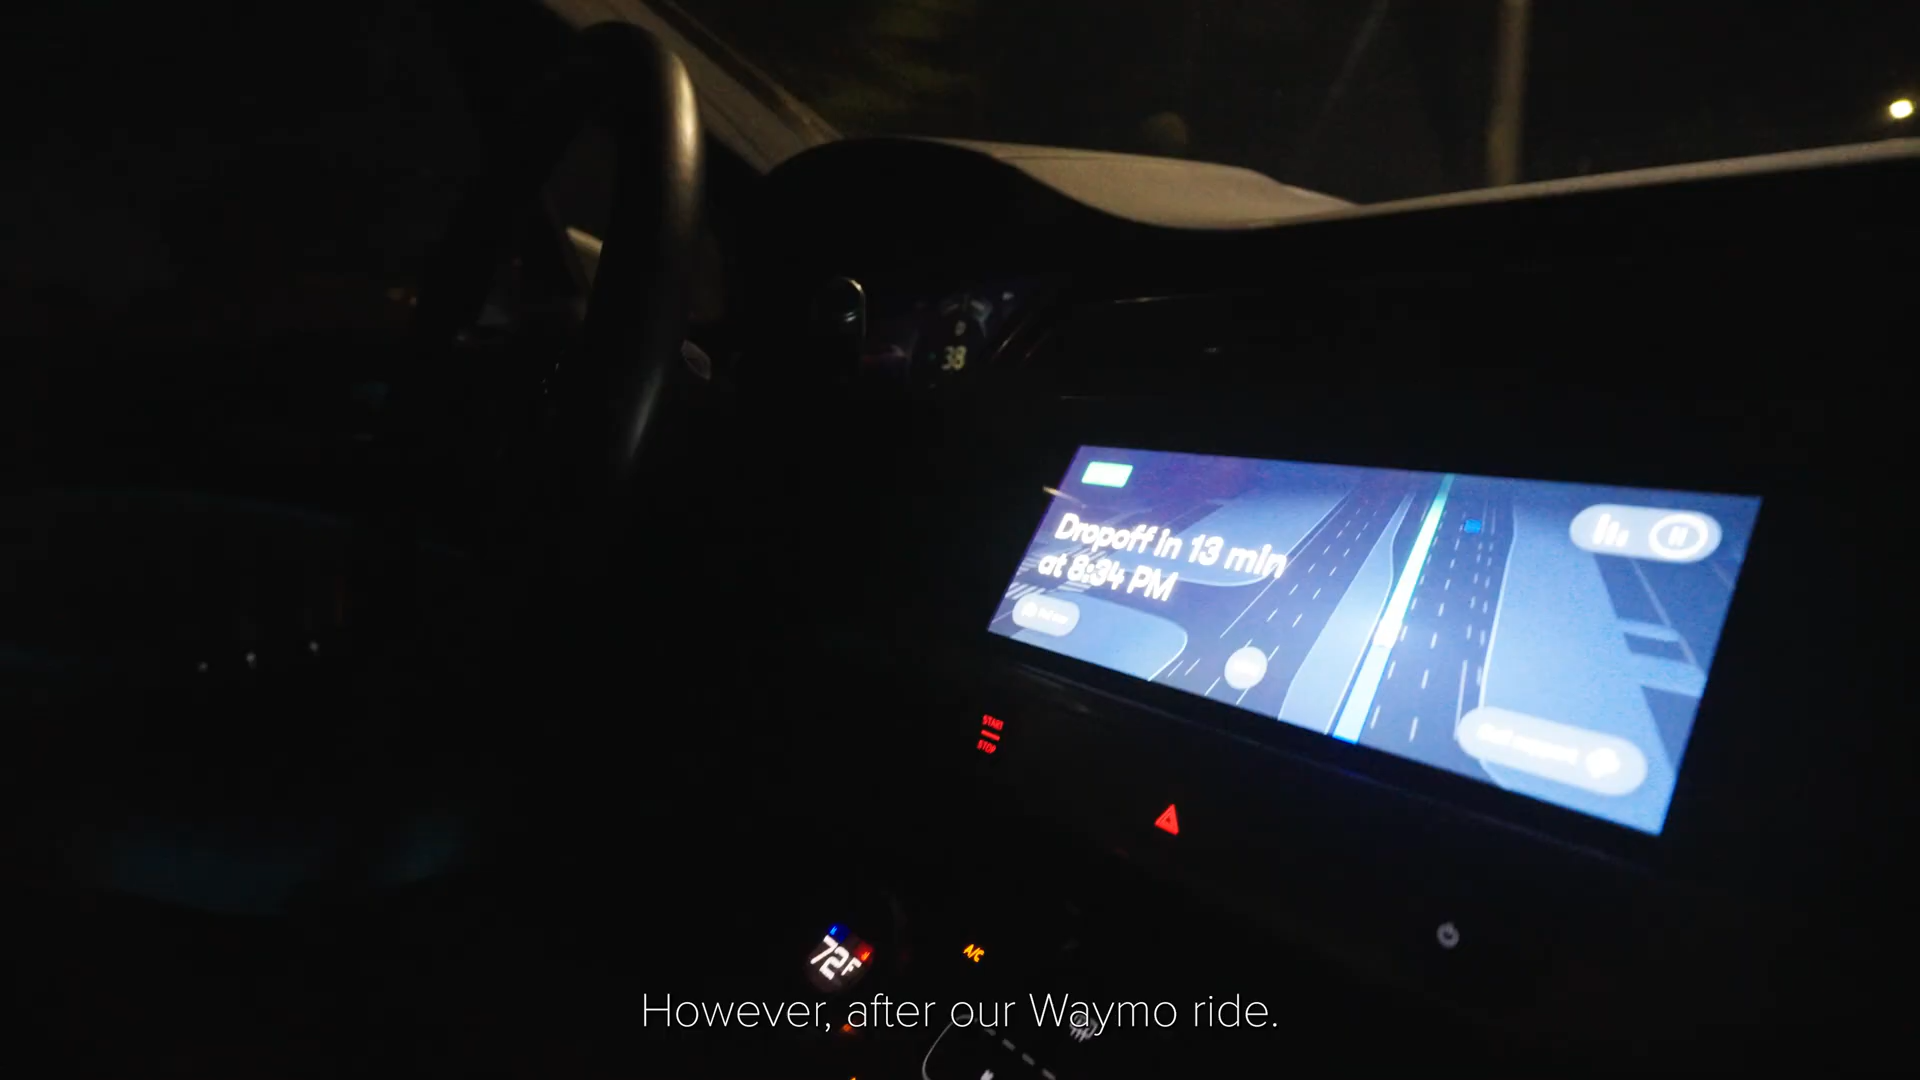 38
Dropoff in 13 min
at 8:34 PM
START
STOP
72F
A/C
However, after our Waymo ride.